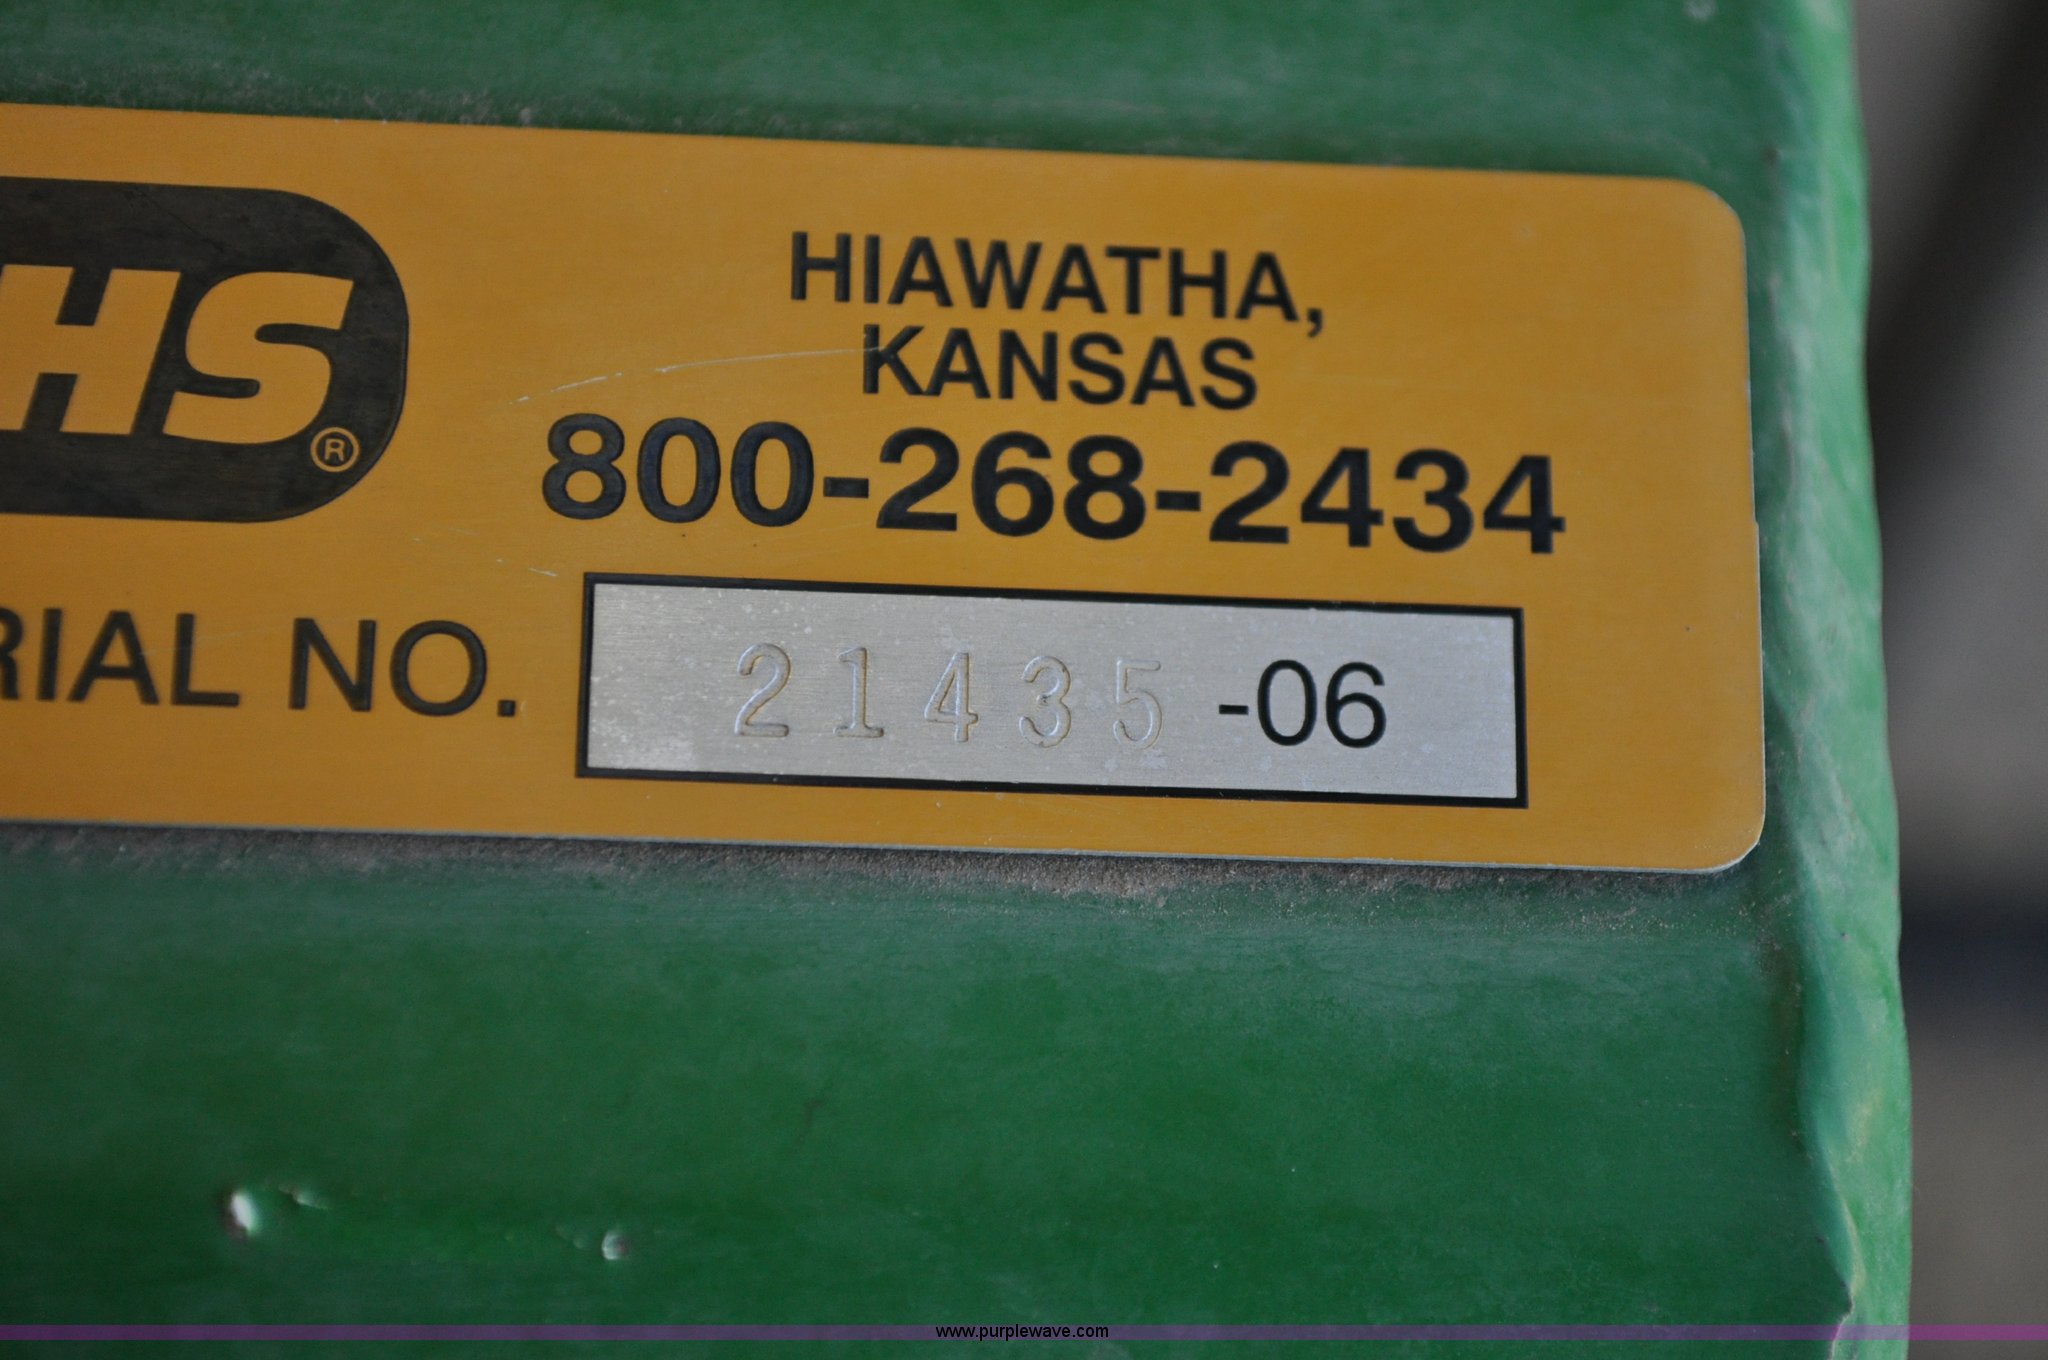 HS®
HIAWATHA,
KANSAS
800-268-2434
RIAL NO. 21435-06
www.purplewave.com